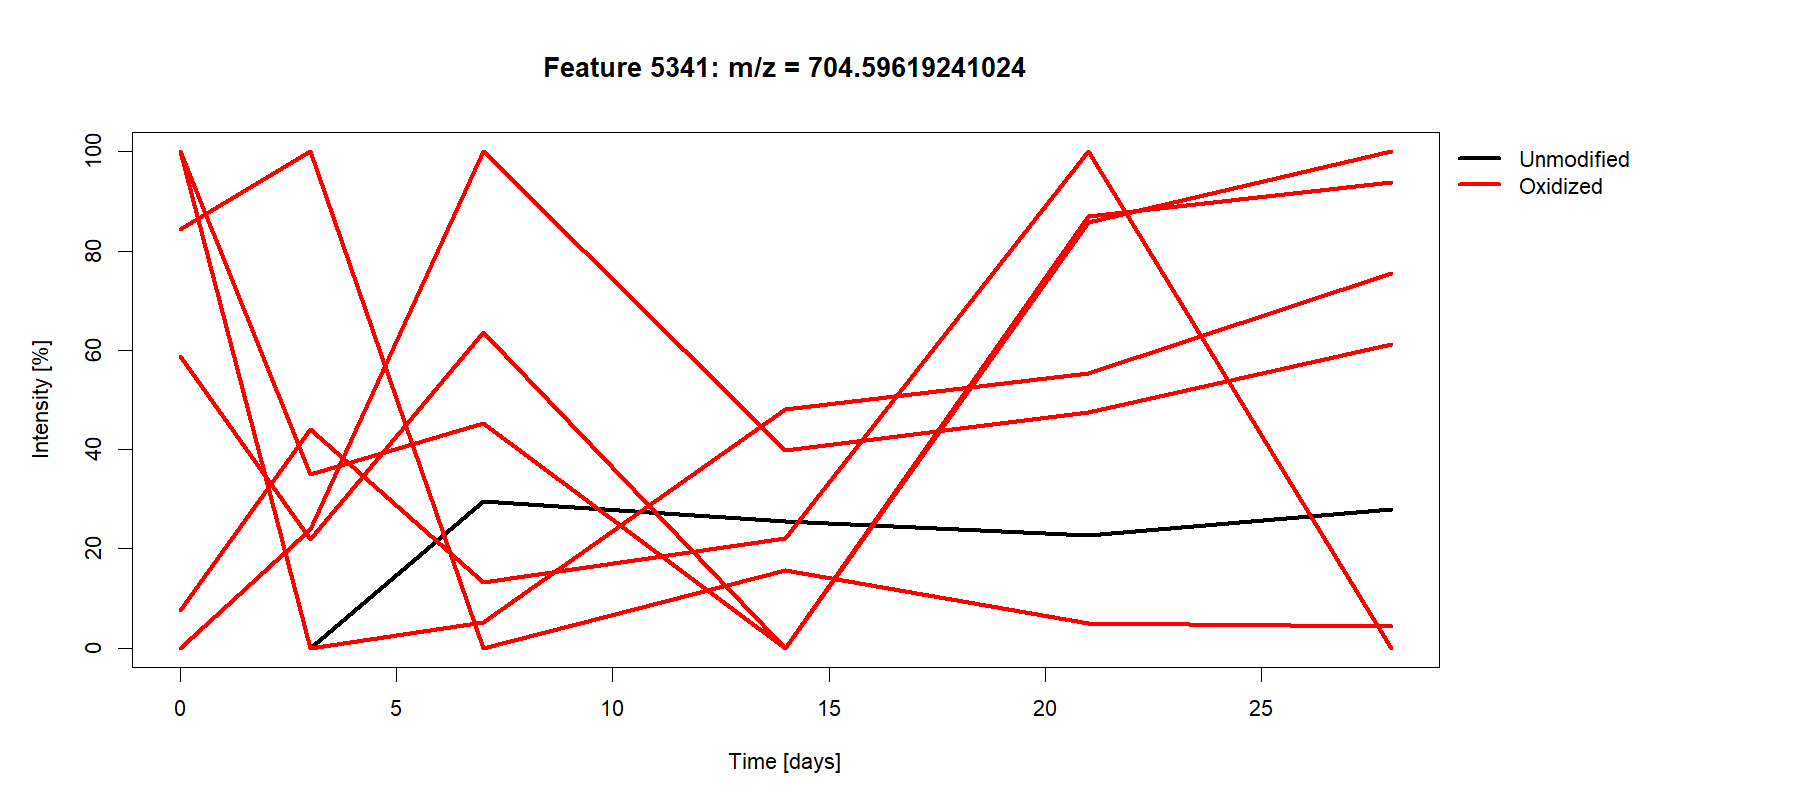 Feature 5341: m/z = 704.59619241024
Unmodified
Oxidized
Intensity [%]
100
80
60
40
20
0
0 5 10 15 20 25
Time [days]